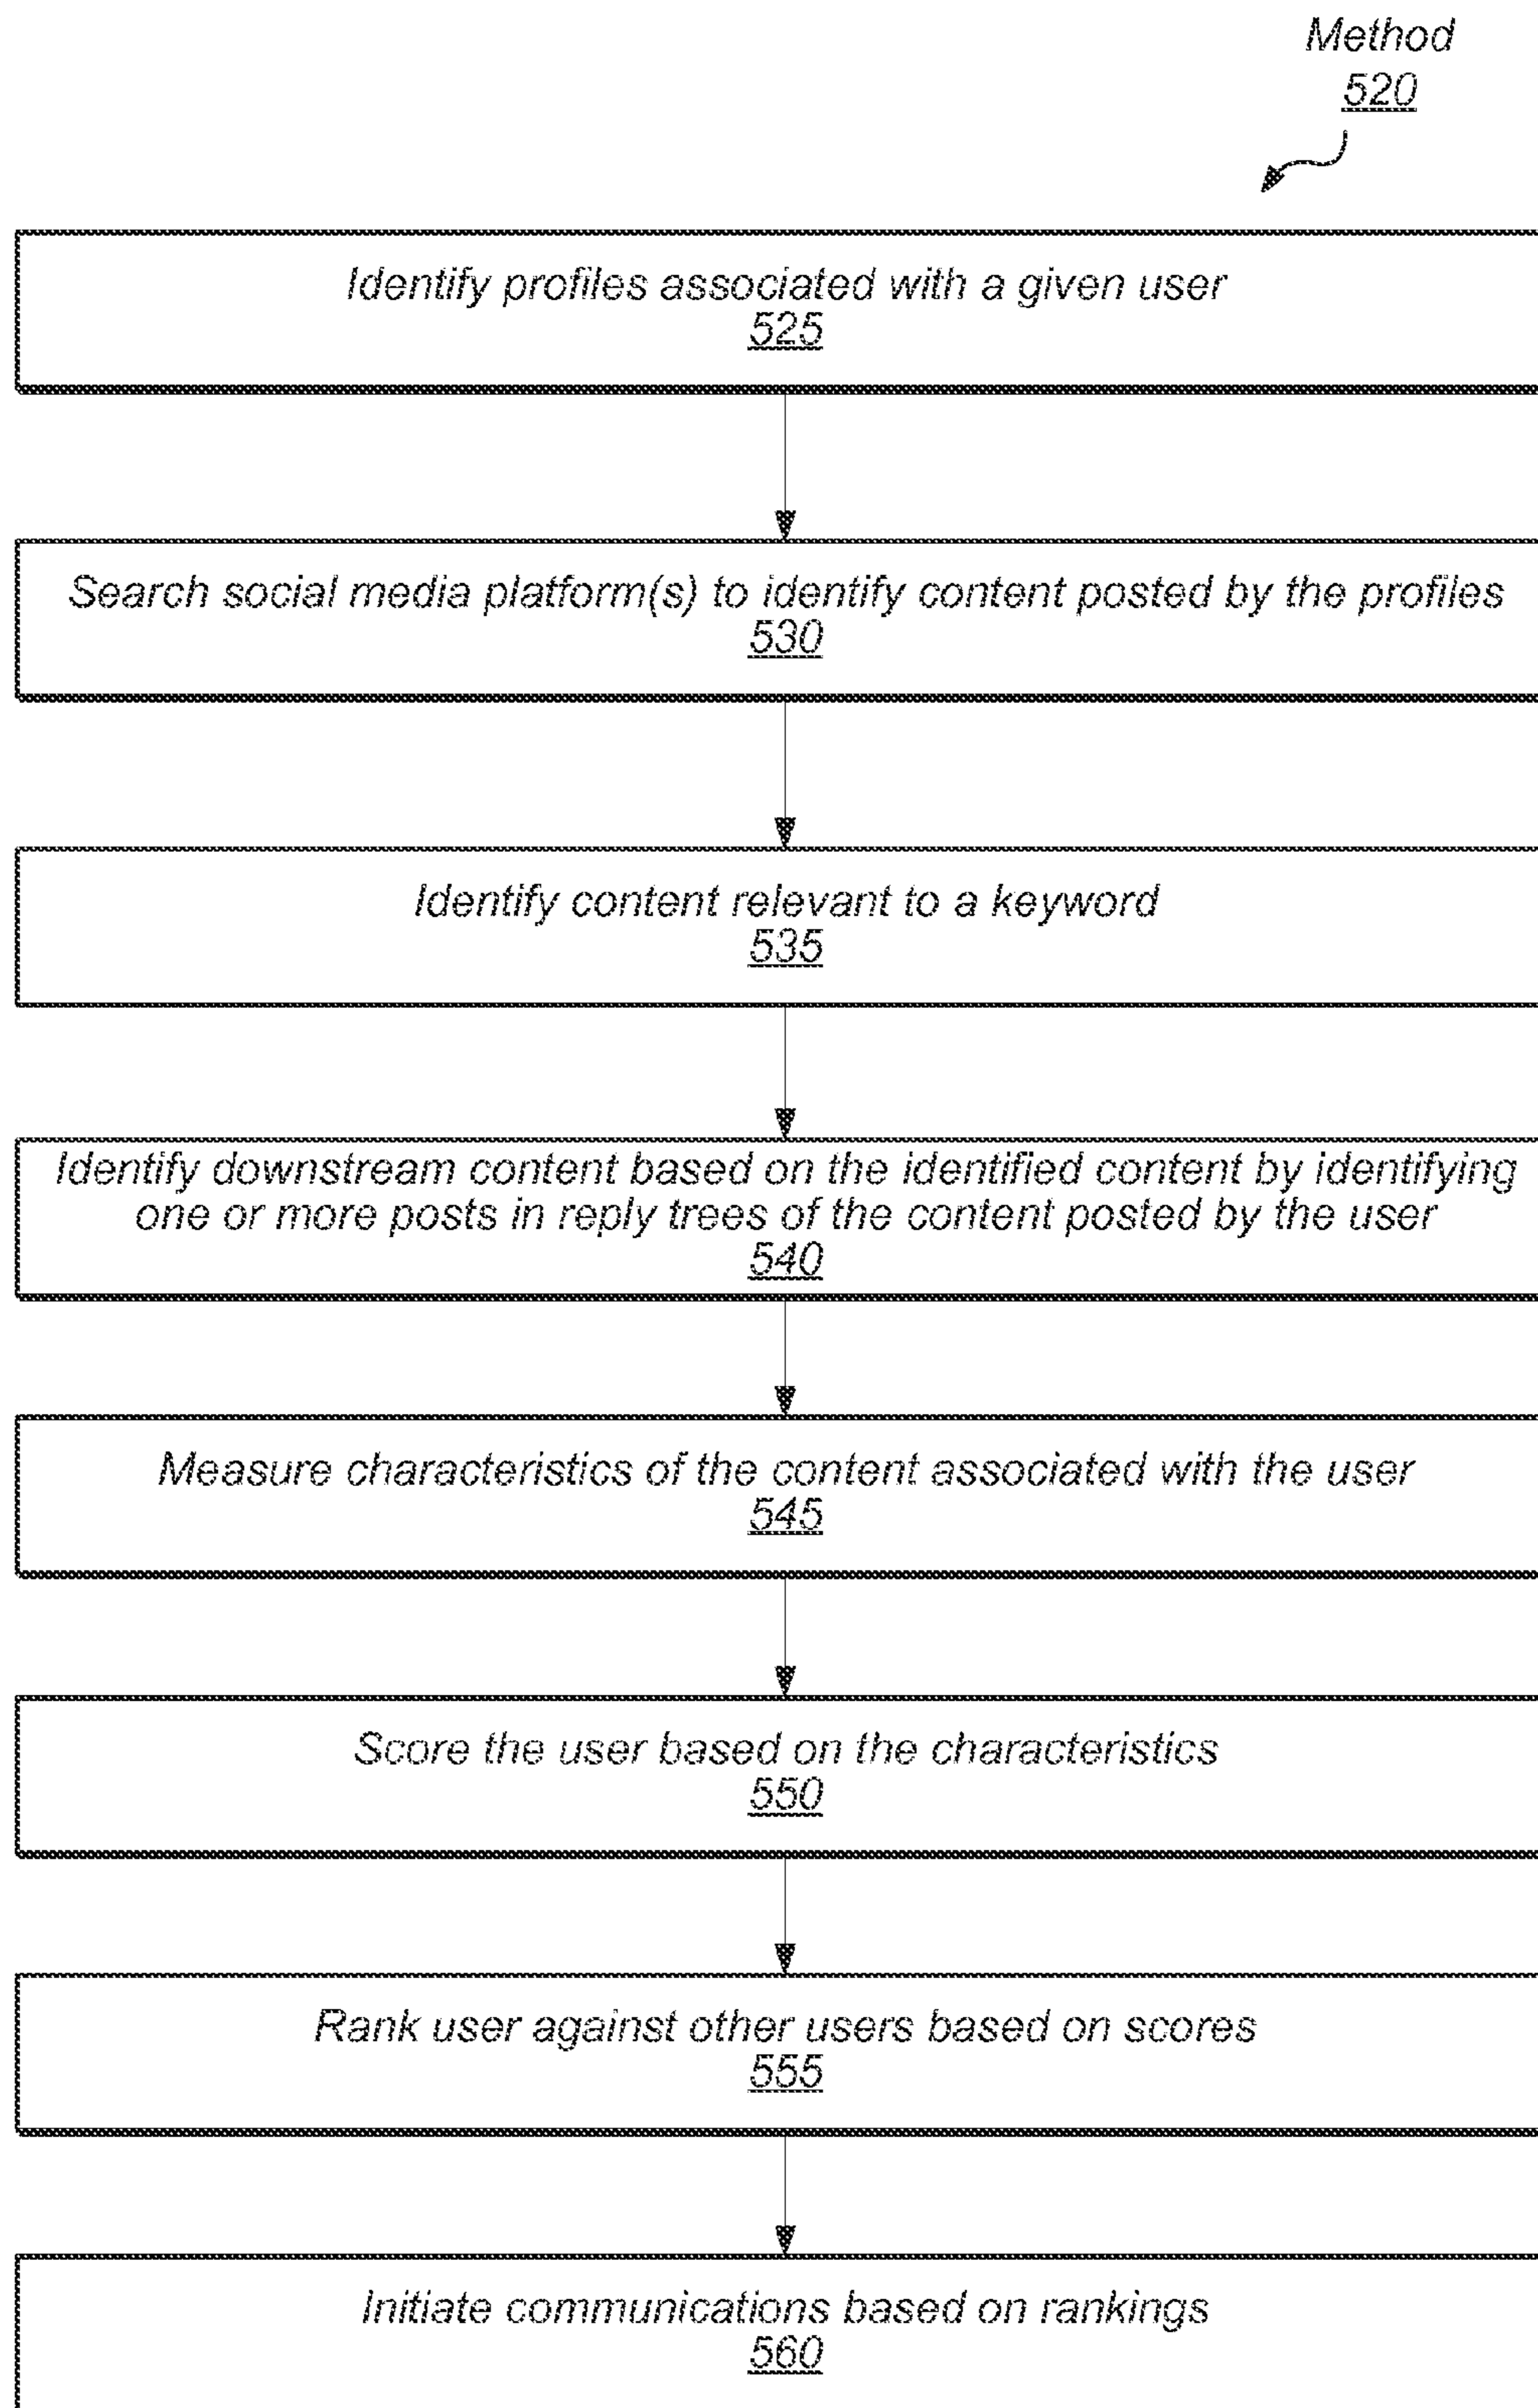 Method
520
Identify profiles associated with a given user
525
Search social media platform(s) to identify content posted by the profiles
530
Identify content relevant to a keyword
535
Identify downstream content based on the identified content by identifying
one or more posts in reply trees of the content posted by the user
540
Measure characteristics of the content associated with the user
545
Score the user based on the characteristics
550
Rank user against other users based on scores
555
Initiate communications based on rankings
560